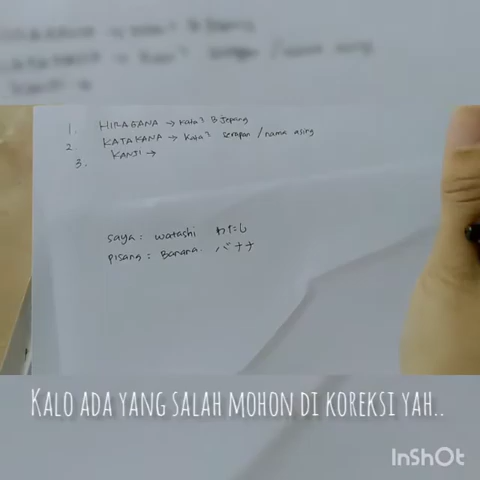 1. HIRAGANA → kata² B Jepang
2. KATAKANA → kata² serapan / nama asing
3. KANJI →
saya : watashi わたし
pisang : Banana. バナナ
KALO ADA YANG SALAH MOHON DI KOREKSI YAH..
InShOt